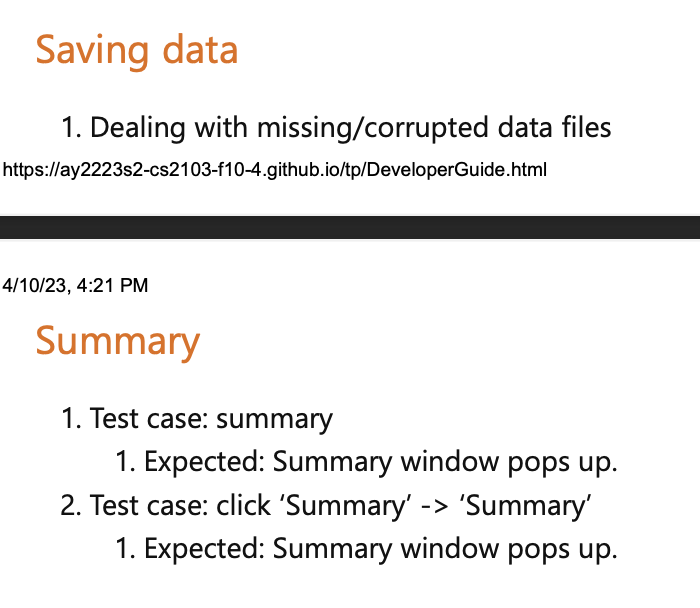 Saving data
1. Dealing with missing/corrupted data files
https://ay2223s2-cs2103-f10-4.github.io/tp/DeveloperGuide.html
4/10/23, 4:21 PM
Summary
1. Test case: summary
1. Expected: Summary window pops up.
2. Test case: click ‘Summary’ -> ‘Summary’
1. Expected: Summary window pops up.